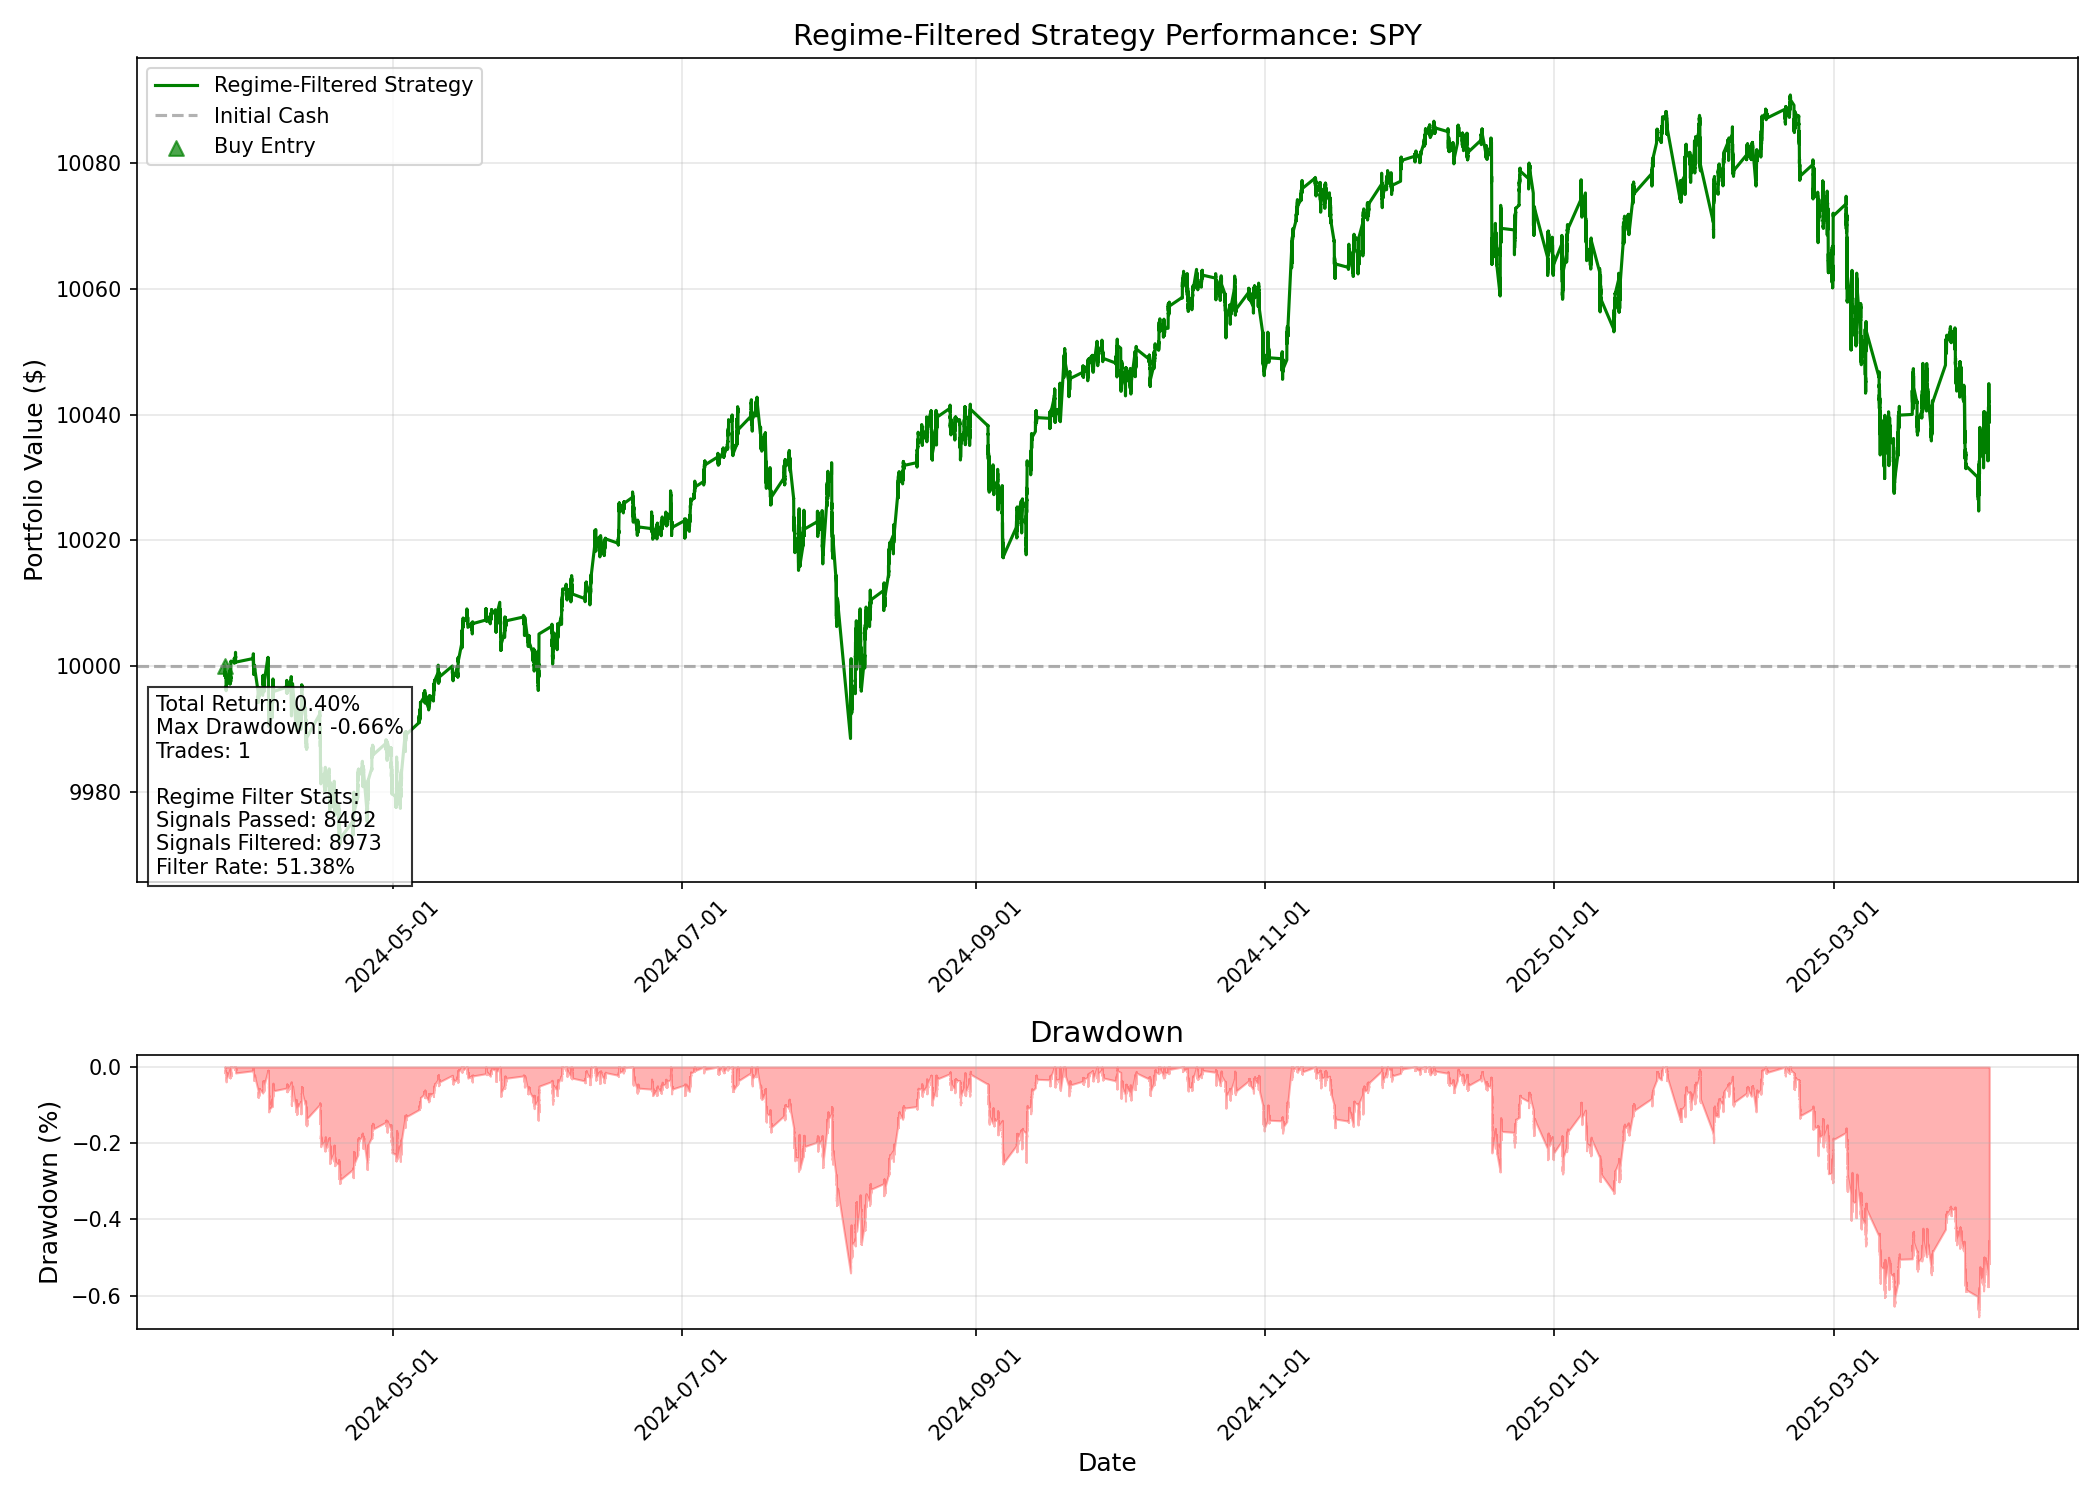 Regime-Filtered Strategy Performance: SPY
Regime-Filtered Strategy
Initial Cash
Buy Entry
Portfolio Value ($)
10080
10060
10040
10020
10000
9980
Total Return: 0.40%
Max Drawdown: -0.66%
Trades: 1
Regime Filter Stats:
Signals Passed: 8492
Signals Filtered: 8973
Filter Rate: 51.38%
2024-05-01
2024-07-01
2024-09-01
2024-11-01
2025-01-01
2025-03-01
Drawdown
Drawdown (%)
0.0
−0.2
−0.4
−0.6
2024-05-01
2024-07-01
2024-09-01
2024-11-01
2025-01-01
2025-03-01
Date